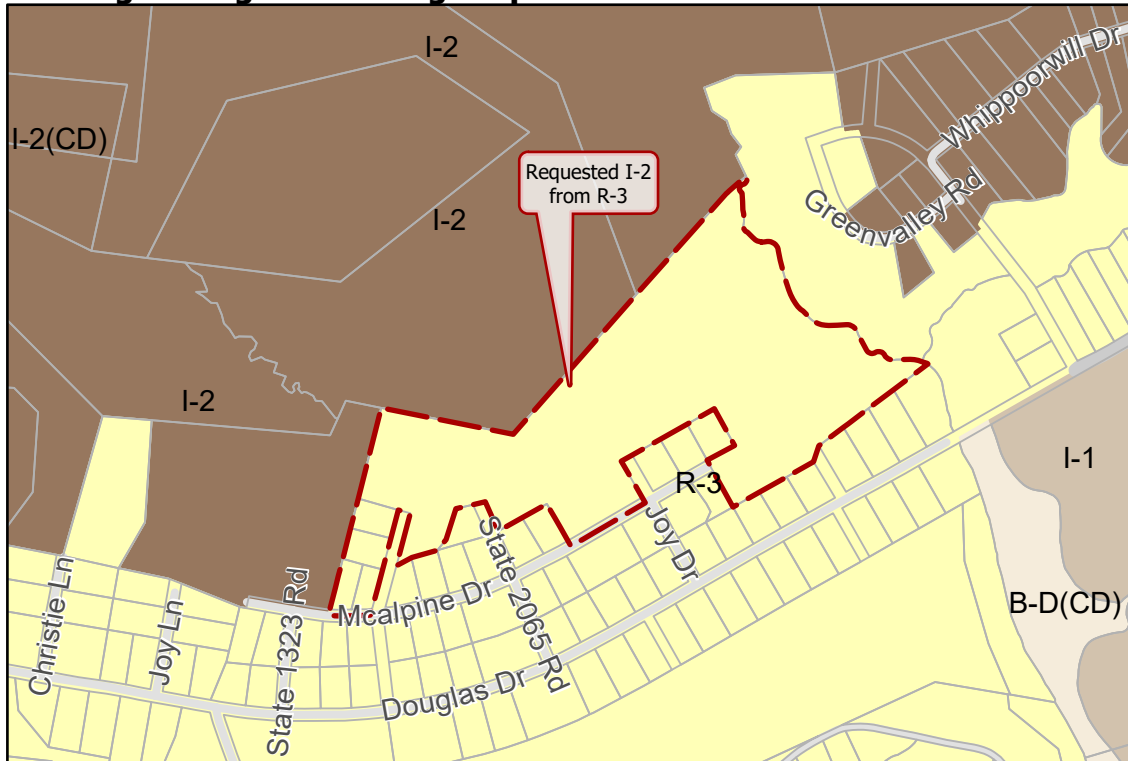 I-2
Whippoorwill Dr
I-2(CD)
Requested I-2
from R-3
Greenvalley Rd
I-2
I-2
I-1
R-3
Joy Dr
State 2065 Rd
Mcalpine Dr
B-D(CD)
Christie Ln
Joy Ln
State 1323 Rd
Douglas Dr